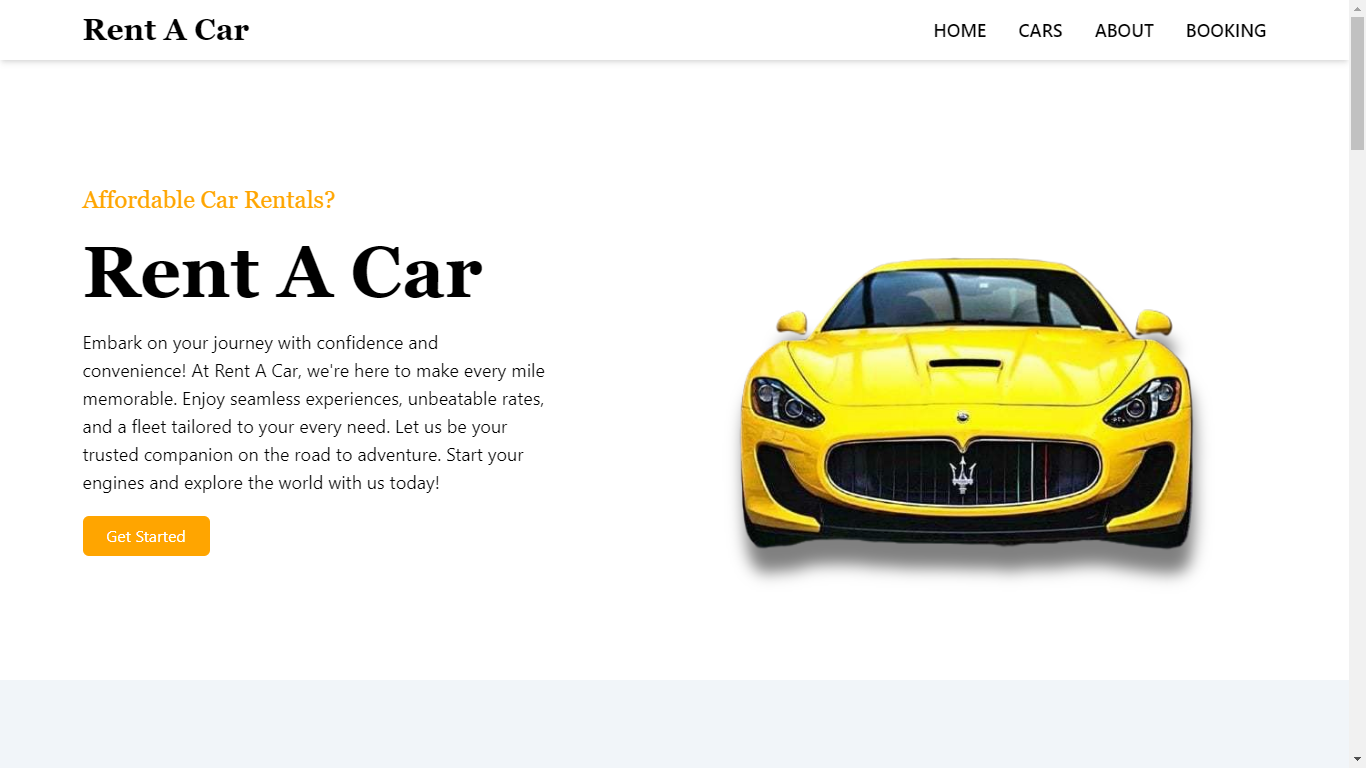 Rent A Car
HOME CARS ABOUT BOOKING
Affordable Car Rentals?
Rent A Car
Embark on your journey with confidence and
convenience! At Rent A Car, we're here to make every mile
memorable. Enjoy seamless experiences, unbeatable rates,
and a fleet tailored to your every need. Let us be your
trusted companion on the road to adventure. Start your
engines and explore the world with us today!
Get Started